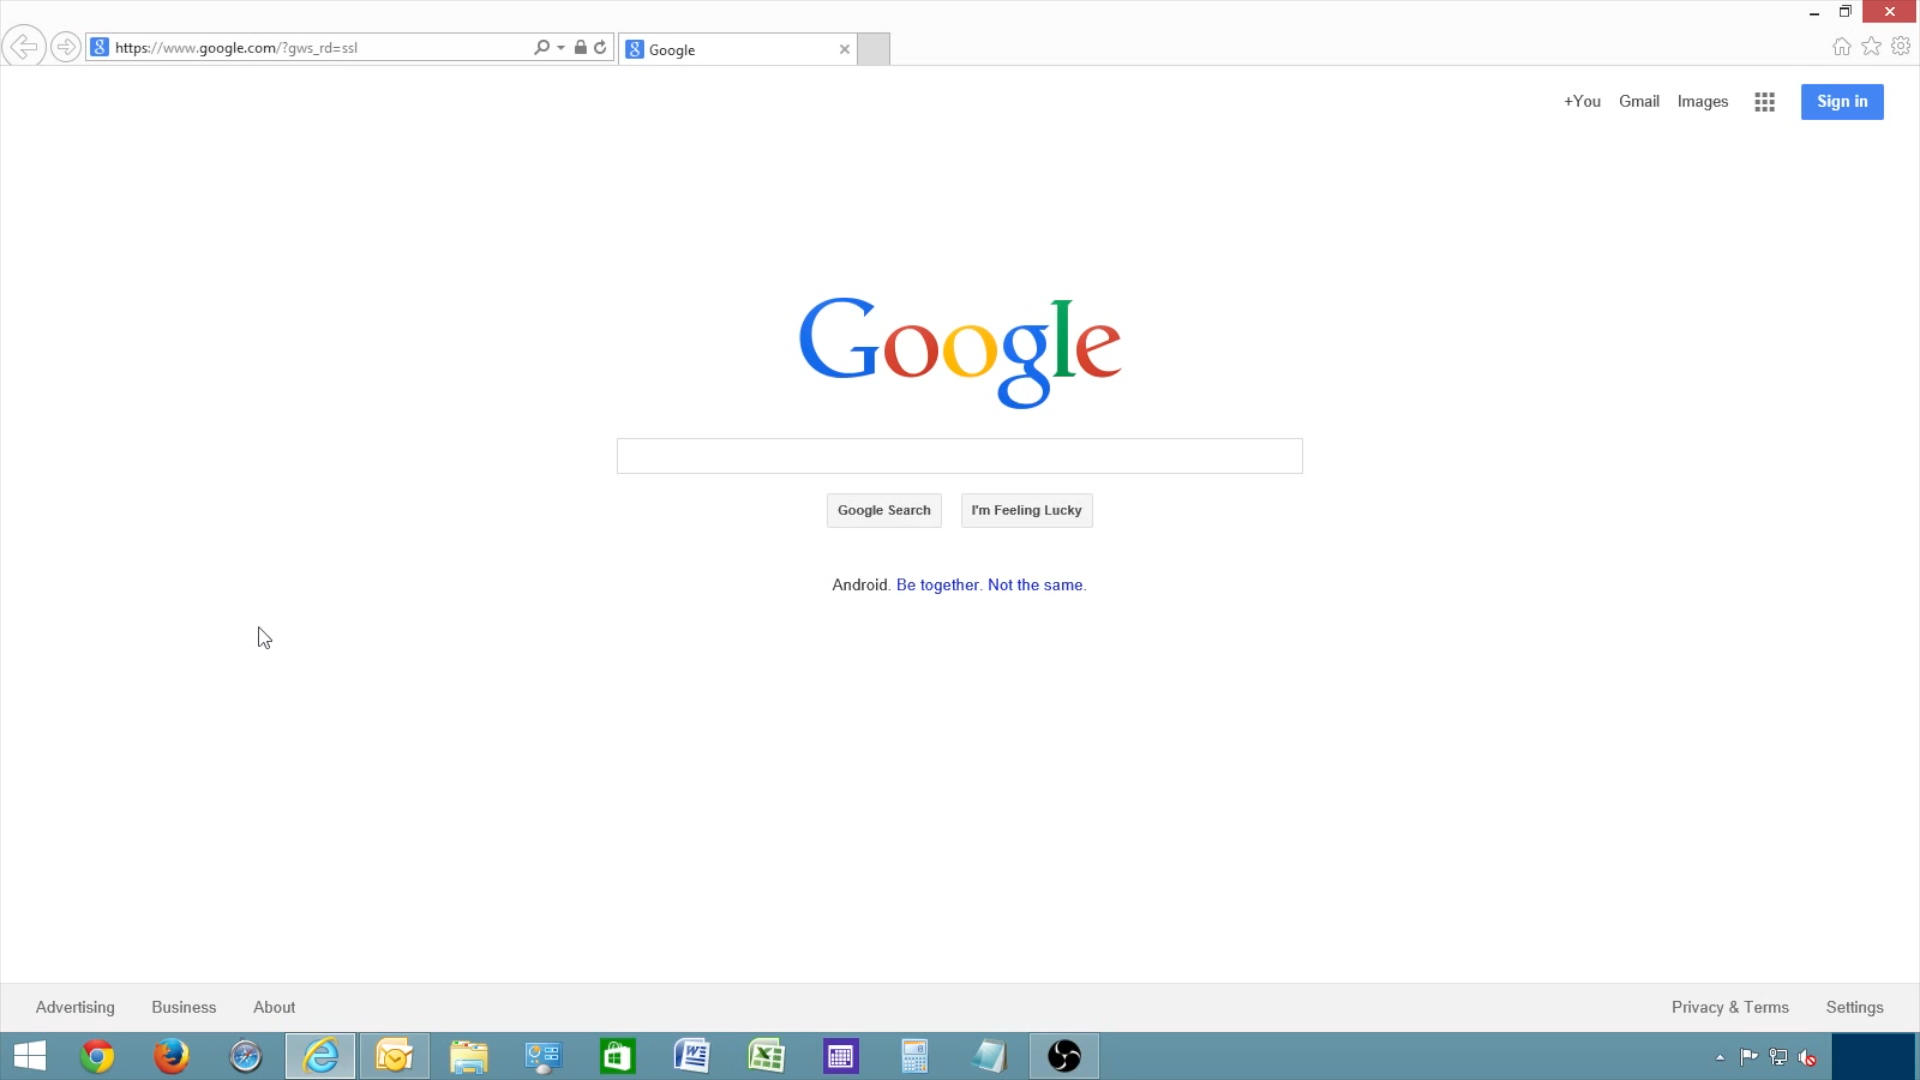 https://www.google.com/?gws_rd=ssl
Google
+You Gmail Images Sign in
Google
Google Search I'm Feeling Lucky
Android. Be together. Not the same.
Advertising Business About Privacy & Terms Settings